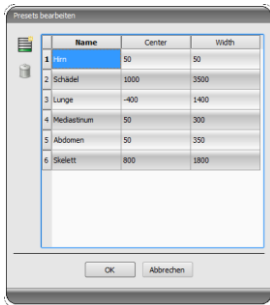 Presets bearbeiten
Name Center Width
1 Hirn 50 50
2 Schädel 1000 3500
3 Lunge -400 1400
4 Mediastinum 50 300
5 Abdomen 50 350
6 Skelett 800 1800
OK Abbrechen